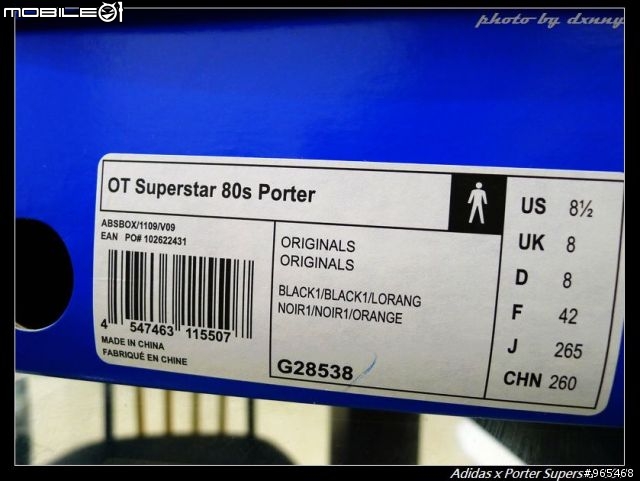 MOBILE01
photo by dxnny
OT Superstar 80s Porter
ABSBOX/1109/V09
EAN PO# 102622431
4 547463 115507
MADE IN CHINA
FABRIQUÉ EN CHINE
ORIGINALS
ORIGINALS
BLACK1/BLACK1/LORANG
NOIR1/NOIR1/ORANGE
G28538
US 8½
UK 8
D 8
F 42
J 265
CHN 260
Adidas x Porter Supers
#965468